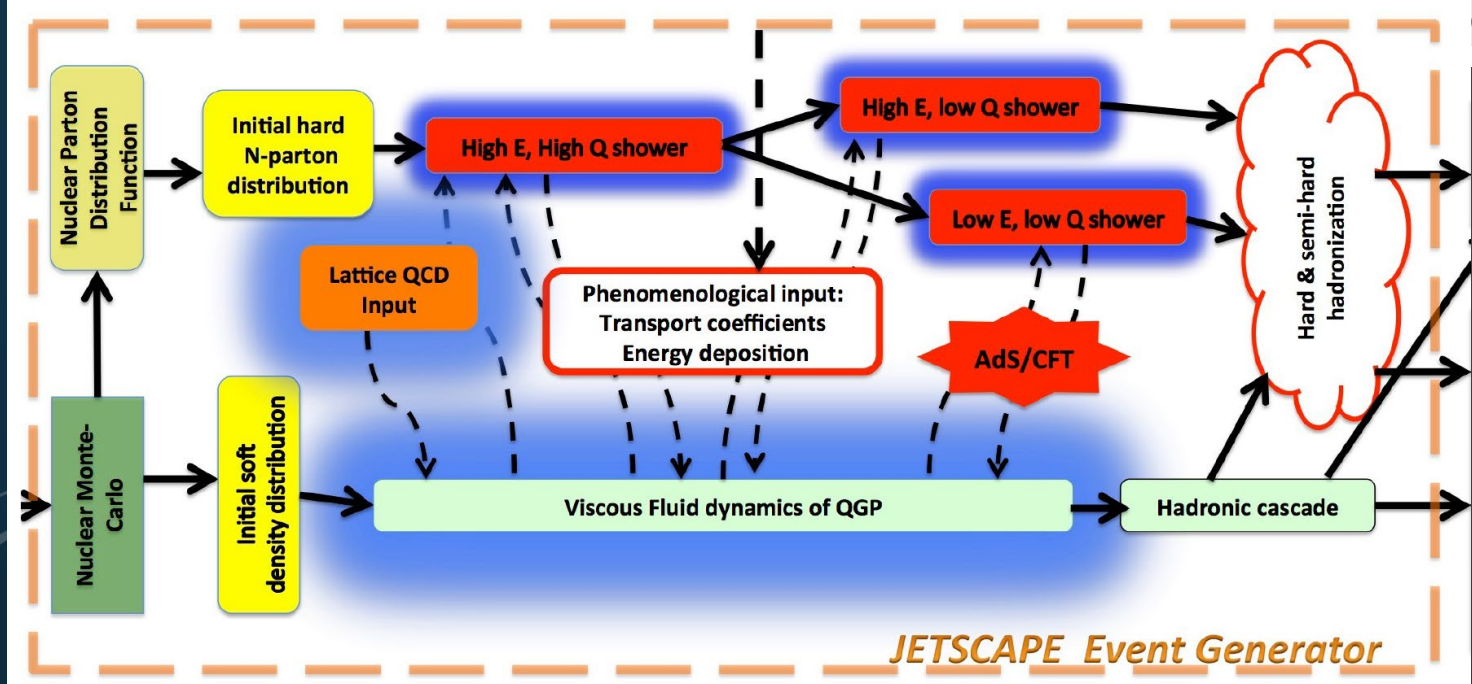 Nuclear Parton
Distribution
Function
Initial hard
N-parton
distribution
High E, High Q shower
High E, low Q shower
Low E, low Q shower
Hard & semi-hard
hadronization
Lattice QCD
Input
Phenomenological input:
Transport coefficients
Energy deposition
AdS/CFT
Nuclear Monte-
Carlo
Initial soft
density distribution
Viscous Fluid dynamics of QGP
Hadronic cascade
JETSCAPE Event Generator